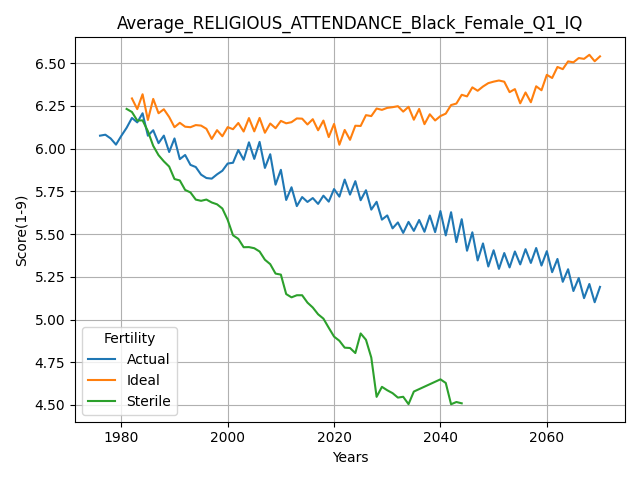 Average_RELIGIOUS_ATTENDANCE_Black_Female_Q1_IQ
Score(1-9)
6.50
6.25
6.00
5.75
5.50
5.25
5.00
4.75
4.50
Fertility
Actual
Ideal
Sterile
1980
2000
2020
2040
2060
Years